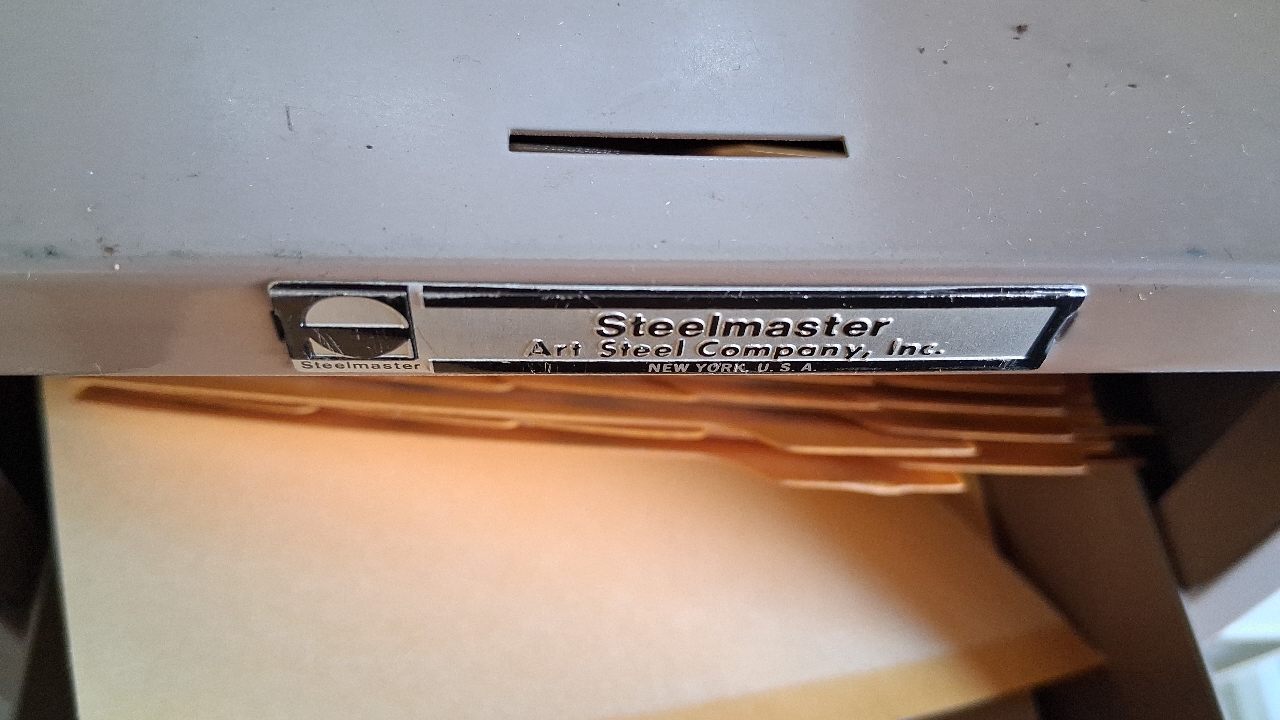 Steelmaster
Art Steel Company, Inc.
NEW YORK, U. S. A.
Steelmaster